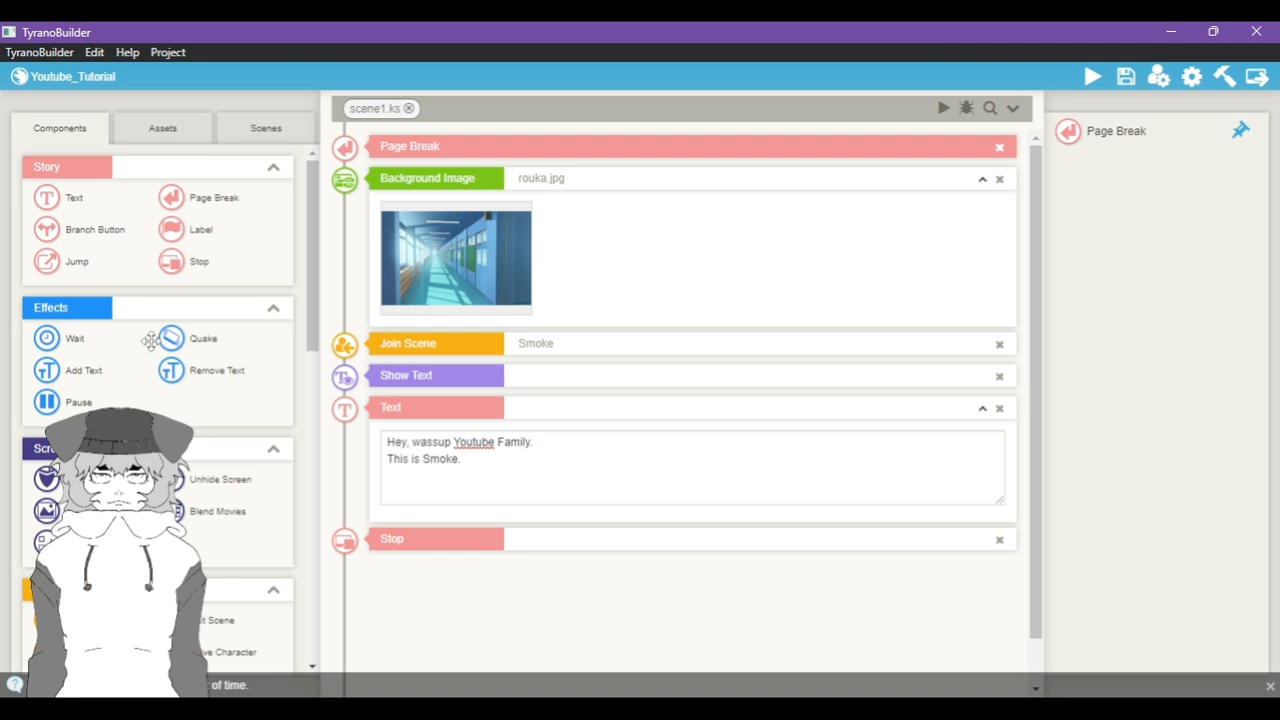 TyranoBuilder
TyranoBuilder Edit Help Project
Youtube_Tutorial
Components Assets Scenes
Story
Text Page Break
Branch Button Label
Jump Stop
Effects
Wait Quake
Add Text Remove Text
Pause
Unhide Screen
Blend Movies
Scene
Character
of time.
scene1.ks
Page Break
Background Image rouka.jpg
Join Scene Smoke
Show Text
Text
Hey, wassup Youtube Family.
This is Smoke.
Stop
Page Break